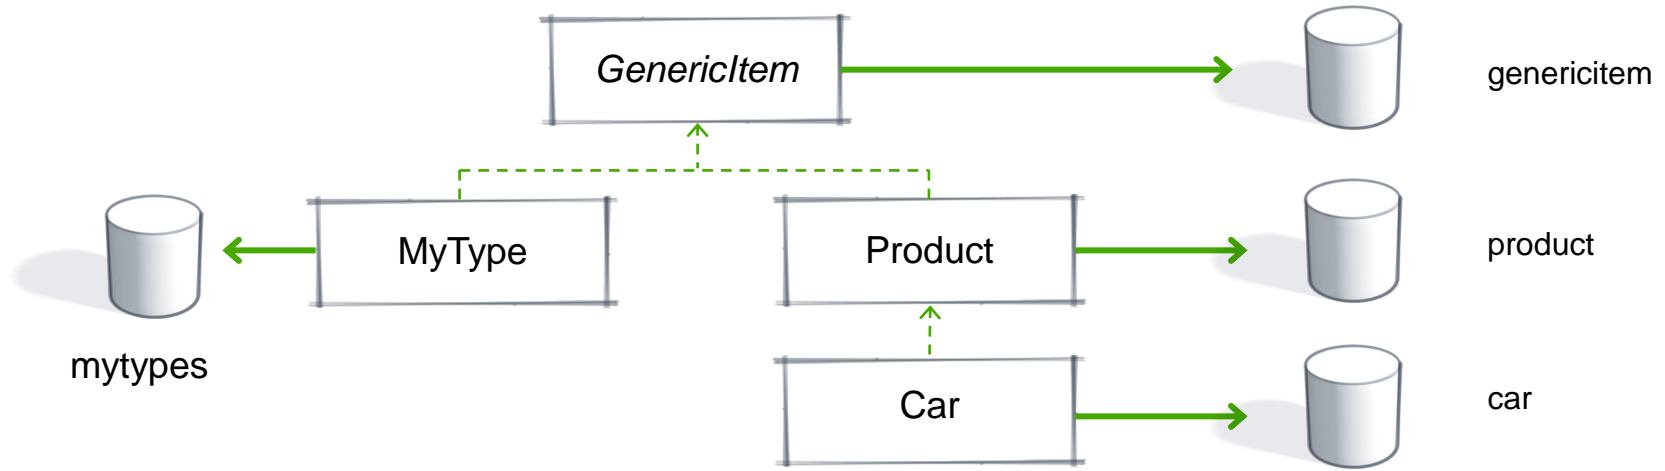 GenericItem
genericitem
MyType
Product
product
mytypes
Car
car